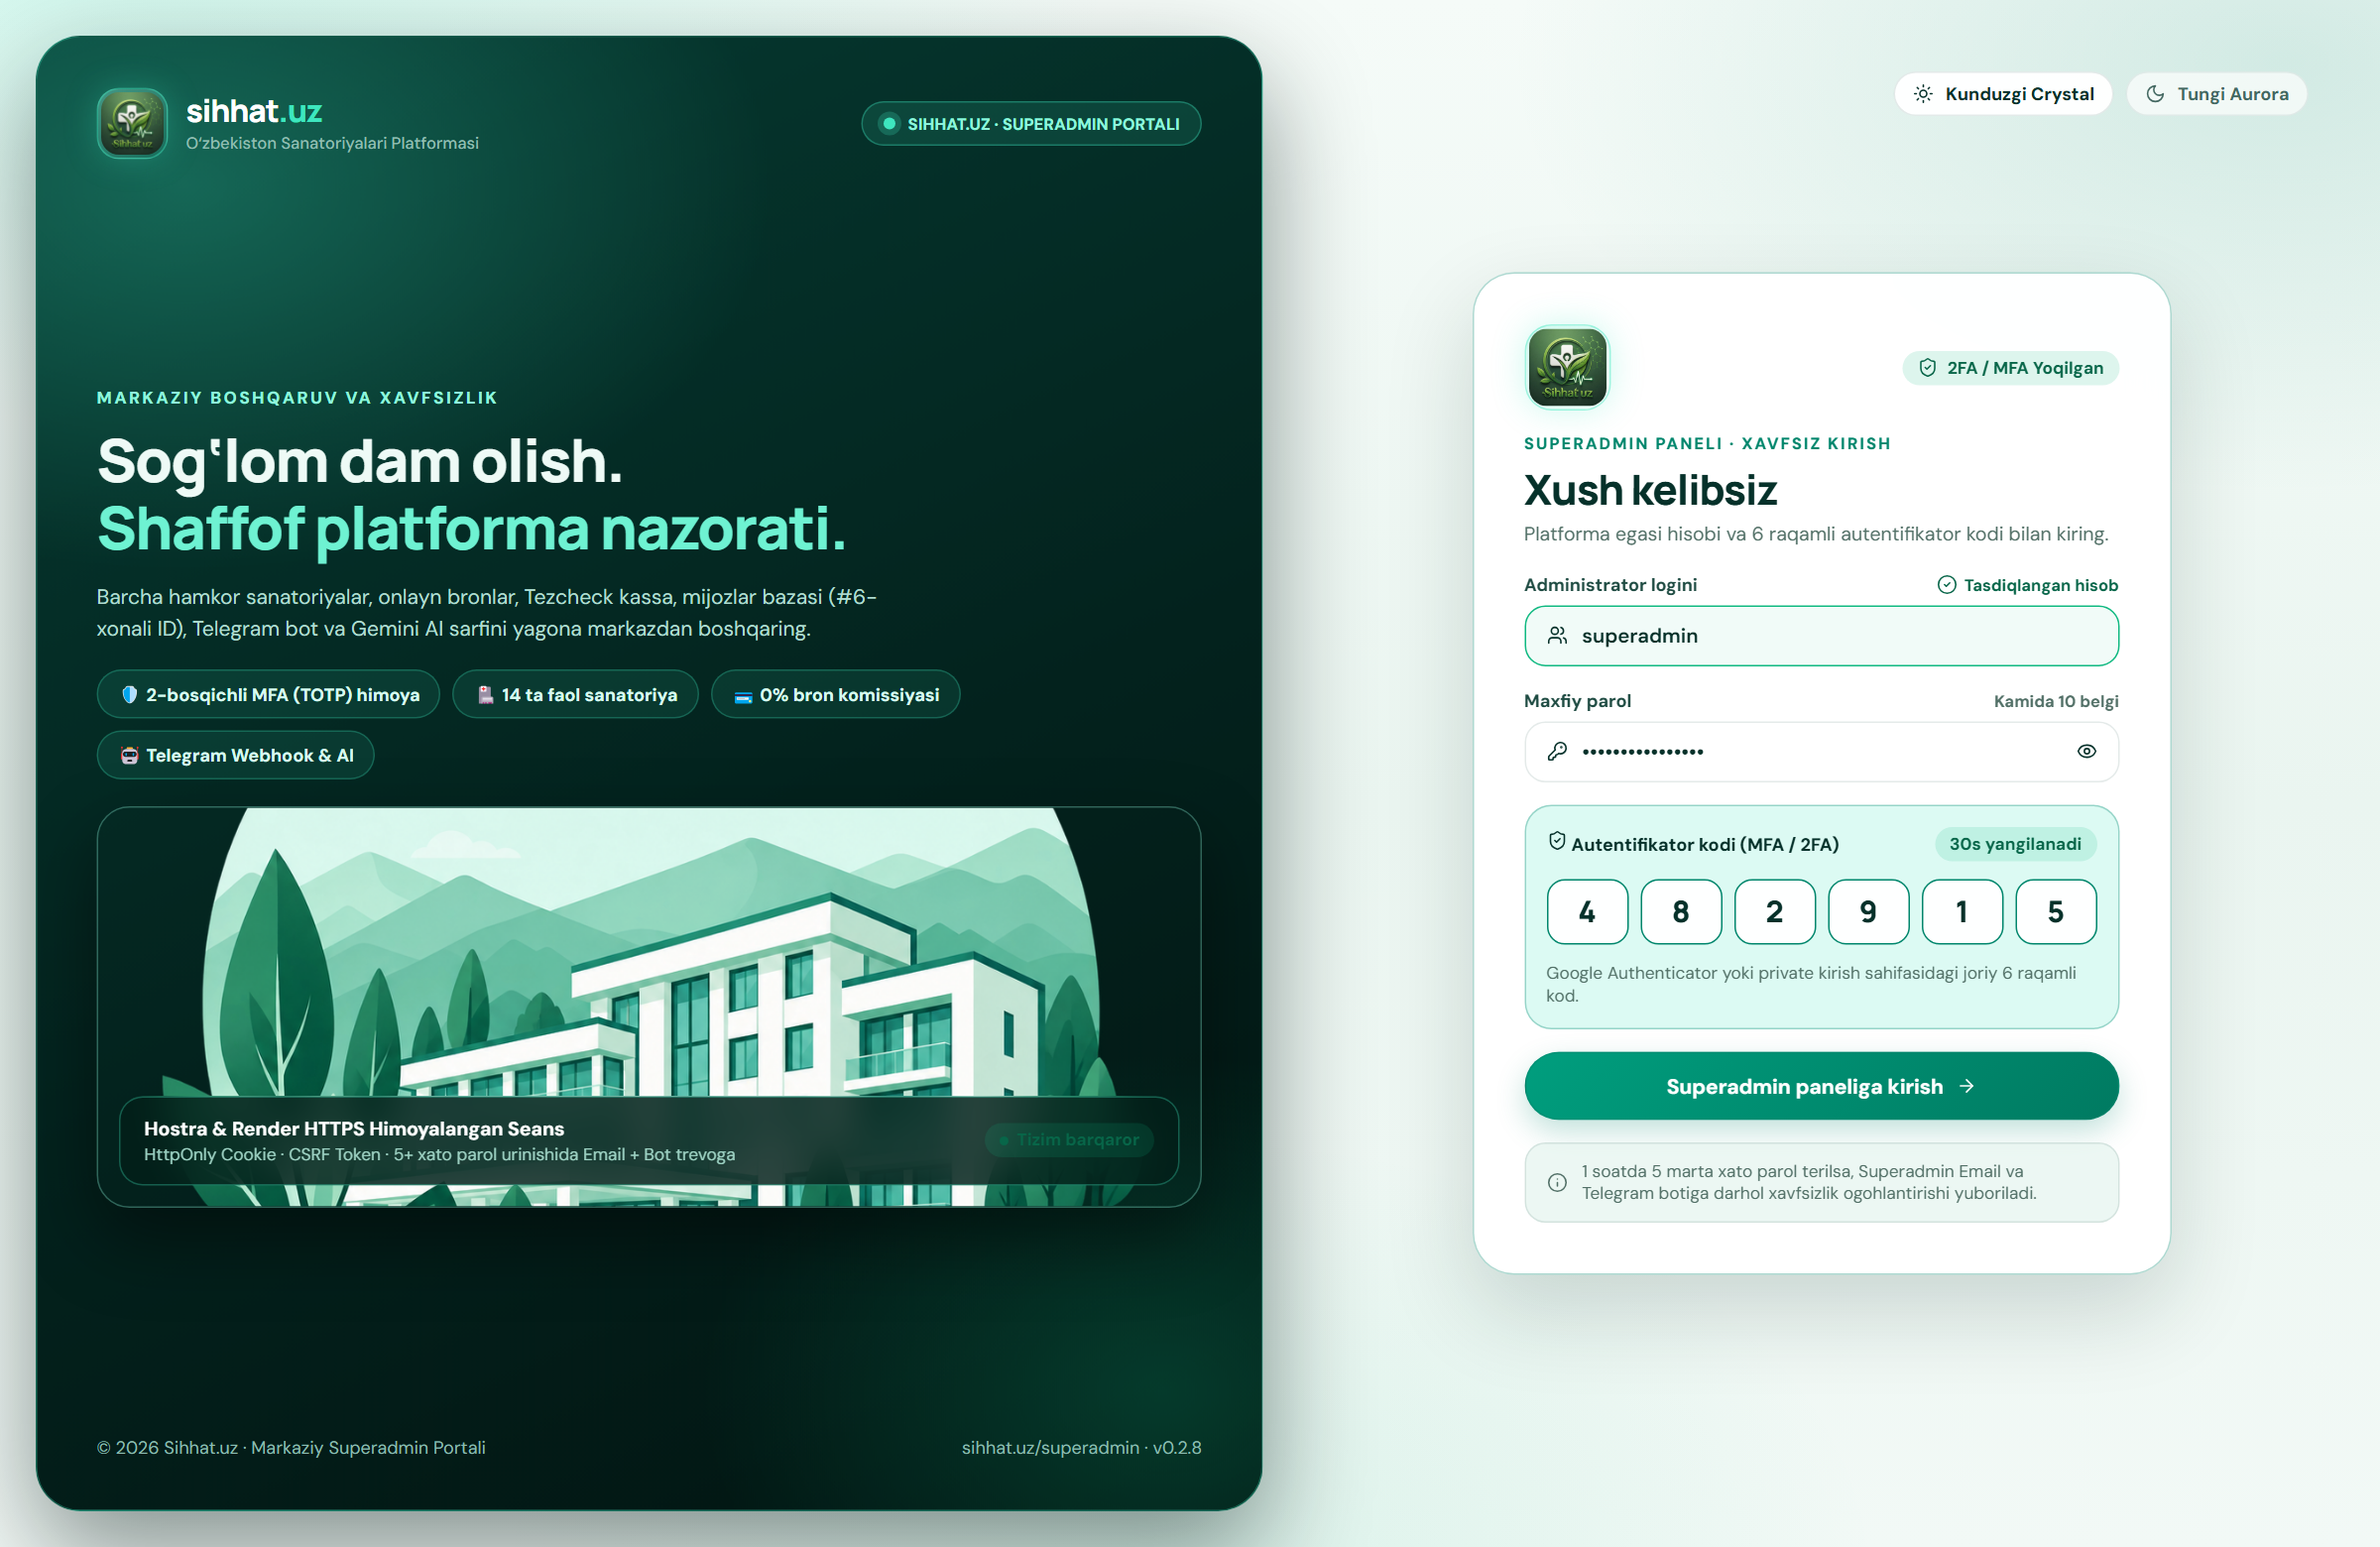 sihhat.uz
Oʻzbekiston Sanatoriyalari Platformasi
SIHHAT.UZ · SUPERADMIN PORTALI
MARKAZIY BOSHQARUV VA XAVFSIZLIK
Sogʻlom dam olish.
Shaffof platforma nazorati.
Barcha hamkor sanatoriyalar, onlayn bronlar, Tezcheck kassa, mijozlar bazasi (#6-
xonali ID), Telegram bot va Gemini AI sarfini yagona markazdan boshqaring.
2-bosqichli MFA (TOTP) himoya
14 ta faol sanatoriya
0% bron komissiyasi
Telegram Webhook & AI
Hostra & Render HTTPS Himoyalangan Seans
HttpOnly Cookie · CSRF Token · 5+ xato parol urinishida Email + Bot trevoga
Tizim barqaror
© 2026 Sihhat.uz · Markaziy Superadmin Portali
sihhat.uz/superadmin · v0.2.8
Kunduzgi Crystal
Tungi Aurora
Sihhat.uz
2FA / MFA Yoqilgan
SUPERADMIN PANELI · XAVFSIZ KIRISH
Xush kelibsiz
Platforma egasi hisobi va 6 raqamli autentifikator kodi bilan kiring.
Administrator logini
Tasdiqlangan hisob
superadmin
Maxfiy parol
Kamida 10 belgi
••••••••••••••••
Autentifikator kodi (MFA / 2FA)
30s yangilanadi
4 8 2 9 1 5
Google Authenticator yoki private kirish sahifasidagi joriy 6 raqamli
kod.
Superadmin paneliga kirish →
1 soatda 5 marta xato parol terilsa, Superadmin Email va
Telegram botiga darhol xavfsizlik ogohlantirishi yuboriladi.